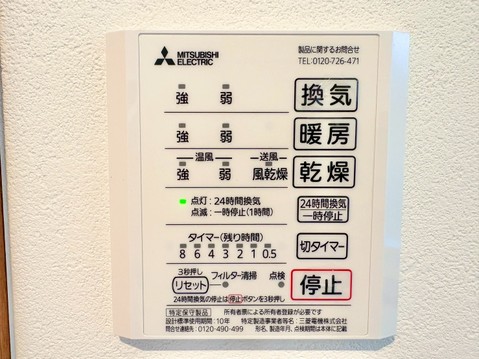 MITSUBISHI
ELECTRIC
製品に関するお問合せ
TEL:0120-726-471
強 弱 換気
強 弱 暖房
温風 送風
強 弱 風乾燥 乾燥
点灯:24時間換気
点滅:一時停止(1時間)
24時間換気
一時停止
タイマー(残り時間)
8 6 4 3 2 1 0.5
切タイマー
3秒押し
リセット フィルター清掃 点検
停止
24時間換気の停止は停止ボタンを3秒押し
特定保守製品 所有者票による所有者登録が必要です
設計標準使用期間:10年 特定製造事業者等名:三菱電機株式会社
問合せ連絡先:0120-490-499 形名、製造年月、点検期間は本体に記載